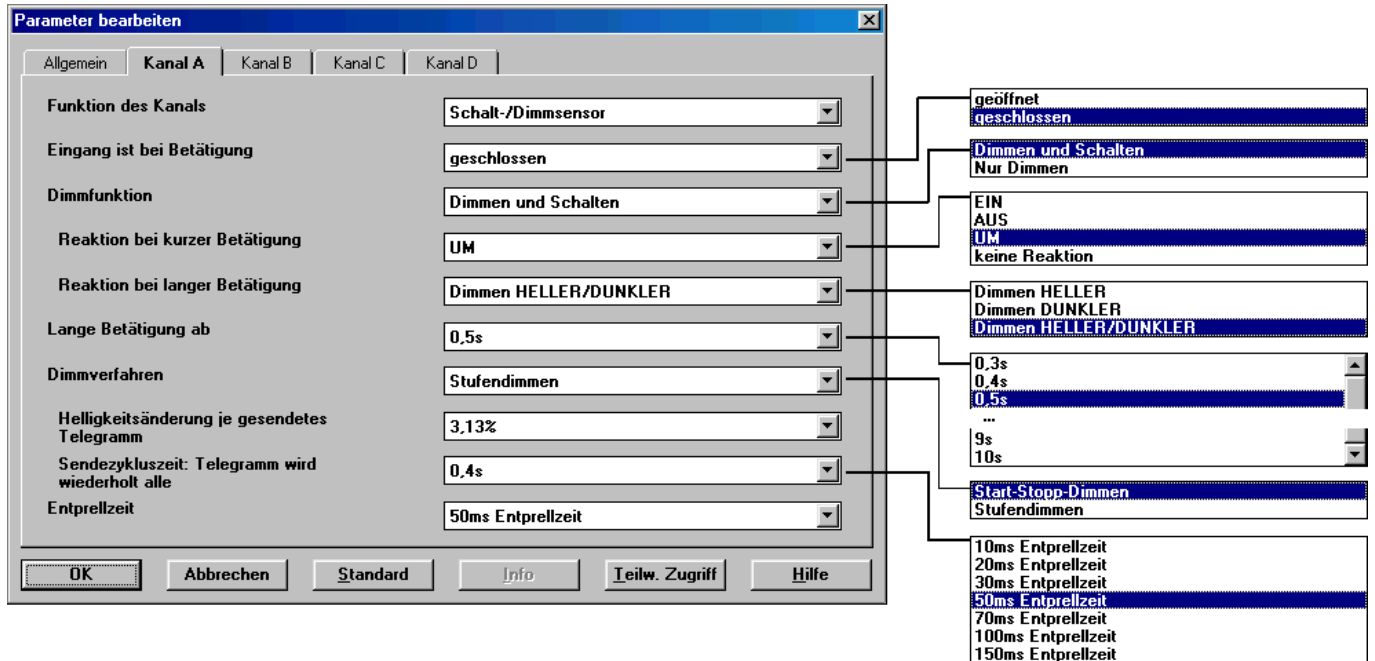 Parameter bearbeiten
Allgemein
Kanal A
Kanal B
Kanal C
Kanal D
Funktion des Kanals
Schalt-/Dimmsensor
Eingang ist bei Betätigung
geschlossen
Dimmfunktion
Dimmen und Schalten
Reaktion bei kurzer Betätigung
UM
Reaktion bei langer Betätigung
Dimmen HELLER/DUNKLER
Lange Betätigung ab
0,5s
Dimmverfahren
Stufendimmen
Helligkeitsänderung je gesendetes
Telegramm
3,13%
Sendezykluszeit: Telegramm wird
wiederholt alle
0,4s
Entprellzeit
50ms Entprellzeit
OK
Abbrechen
Standard
Info
Teilw. Zugriff
Hilfe
geöffnet
geschlossen
Dimmen und Schalten
Nur Dimmen
EIN
AUS
UM
keine Reaktion
Dimmen HELLER
Dimmen DUNKLER
Dimmen HELLER/DUNKLER
0,3s
0,4s
0,5s
...
9s
10s
Start-Stopp-Dimmen
Stufendimmen
10ms Entprellzeit
20ms Entprellzeit
30ms Entprellzeit
50ms Entprellzeit
70ms Entprellzeit
100ms Entprellzeit
150ms Entprellzeit